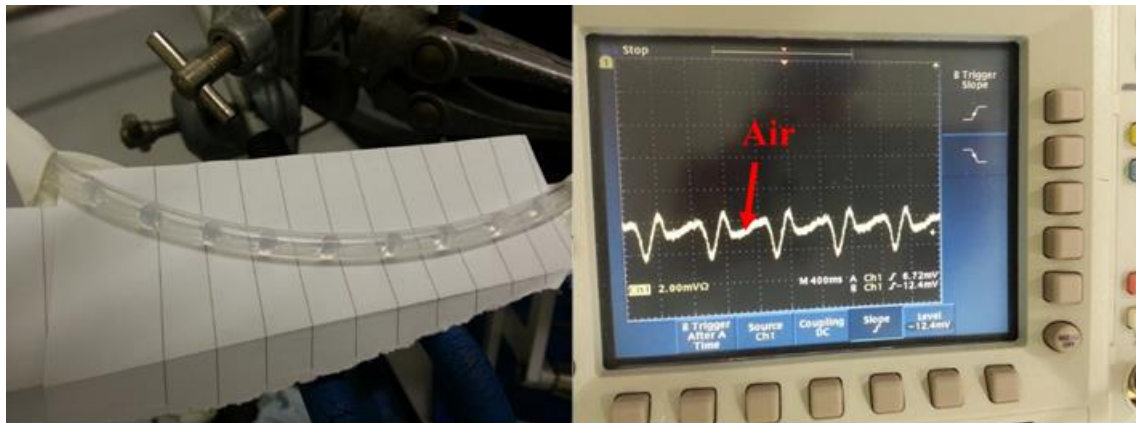 Stop
1
B Trigger
Slope
Air
Ch1 2.00mVΩ
M 400ms A Ch1 ∫ 6.72mV
B Ch1 ∫ -12.4mV
B Trigger
After A
Time
Source
Ch1
Coupling
DC
Slope
Level
-12.4mV